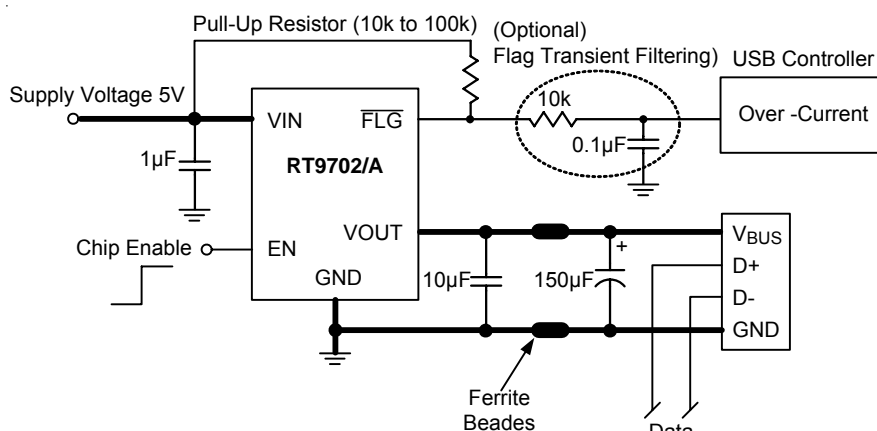 Pull-Up Resistor (10k to 100k)
(Optional)
Flag Transient Filtering)
USB Controller
Supply Voltage 5V
VIN
FLG
10k
Over -Current
1µF
RT9702/A
0.1µF
Chip Enable
EN
VOUT
GND
10µF
+
150µF
VBUS
D+
D-
GND
Ferrite
Beades
Data